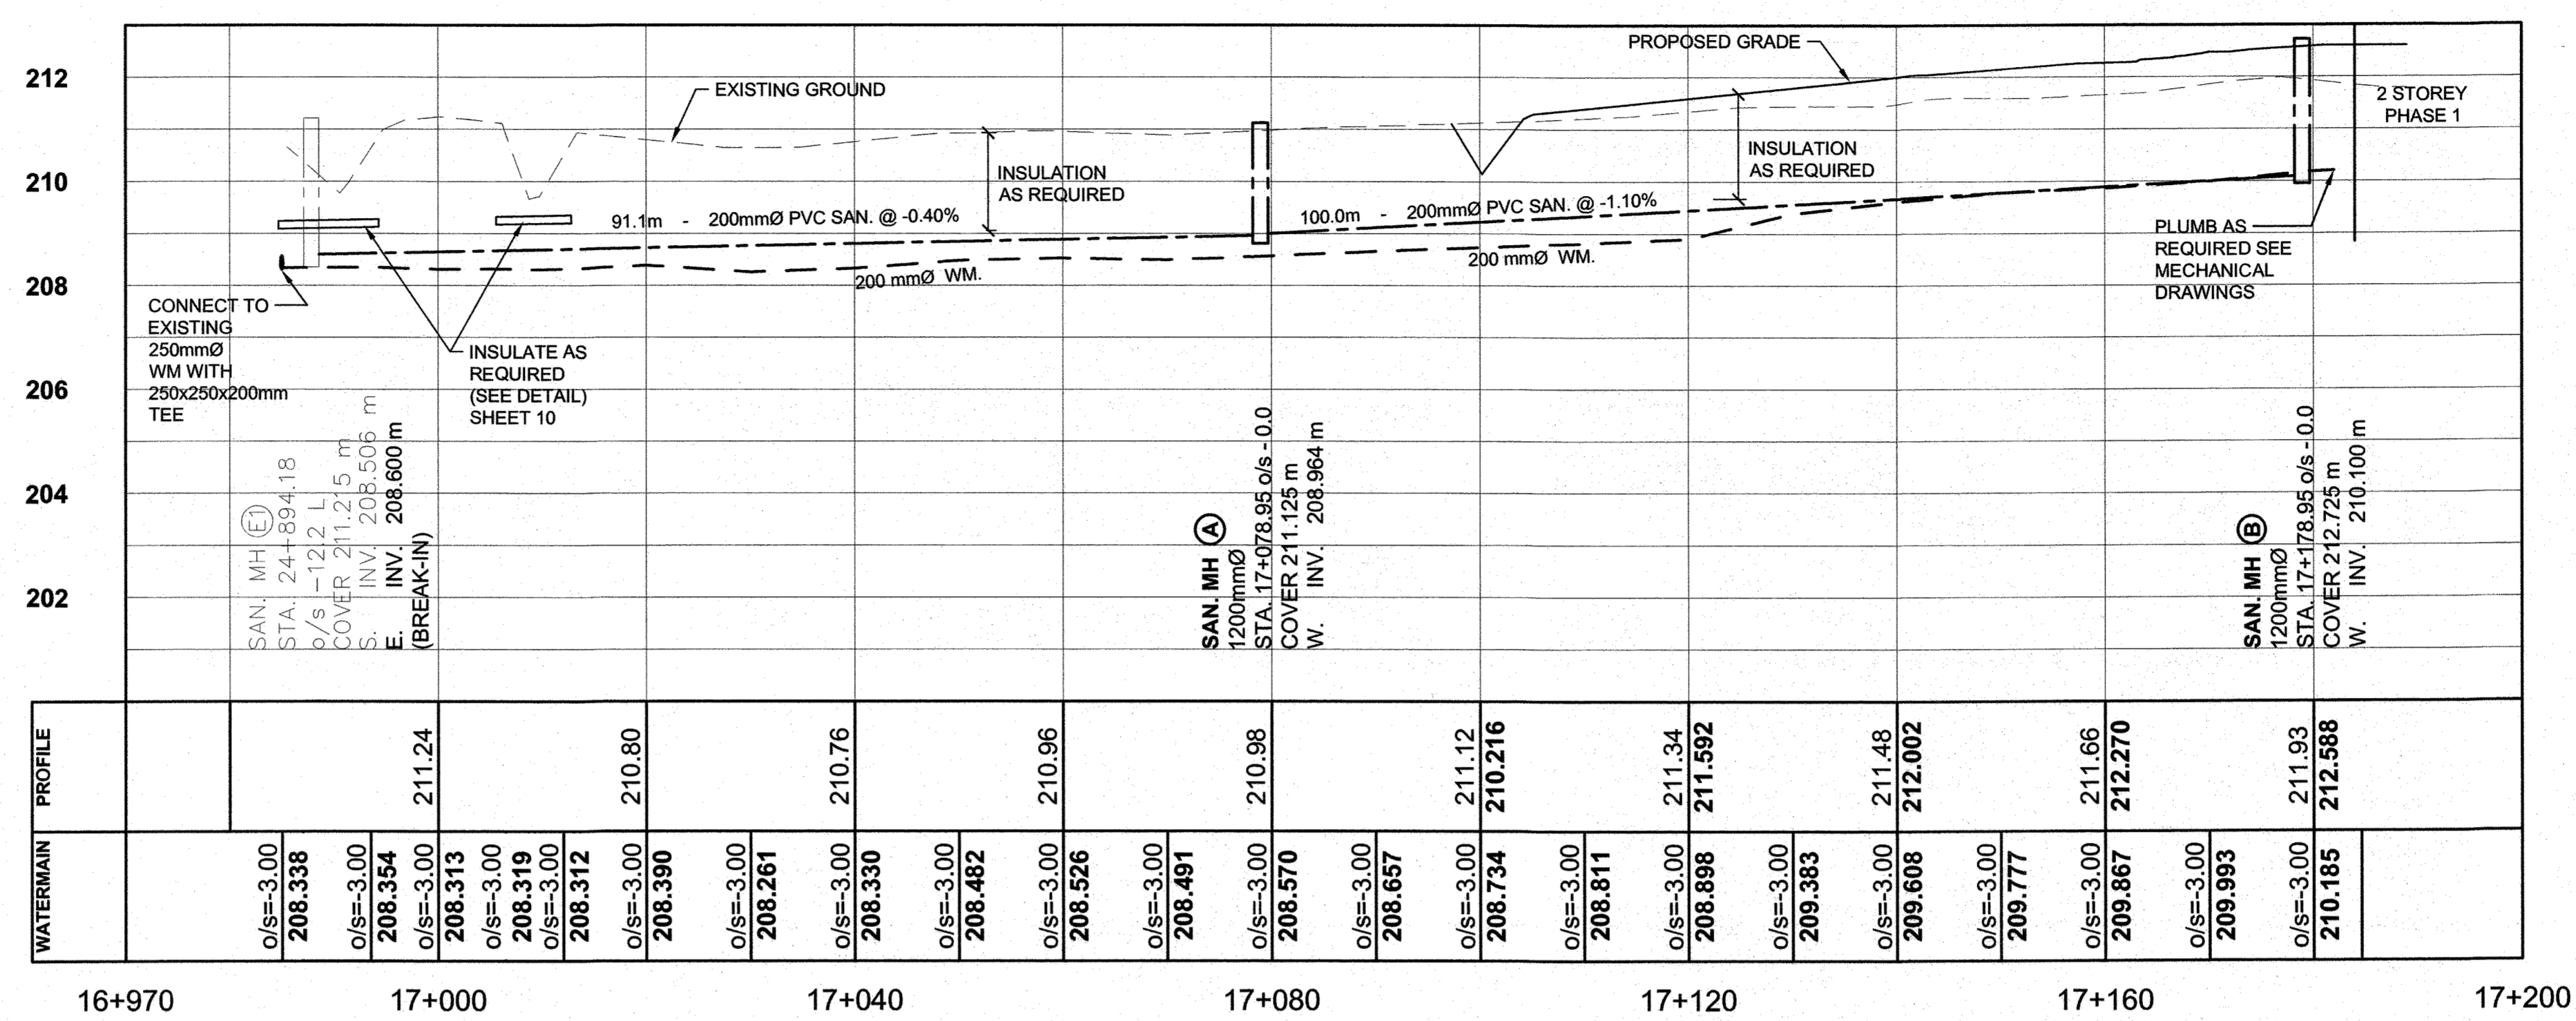 212
210
208
206
204
202
PROPOSED GRADE
EXISTING GROUND
2 STOREY
PHASE 1
INSULATION
AS REQUIRED
INSULATION
AS REQUIRED
91.1m - 200mmØ PVC SAN. @ -0.40%
100.0m - 200mmØ PVC SAN. @ -1.10%
200 mmØ WM.
200 mmØ WM.
PLUMB AS
REQUIRED SEE
MECHANICAL
DRAWINGS
CONNECT TO
EXISTING
250mmØ
WM WITH
250x250x200mm
TEE
INSULATE AS
REQUIRED
(SEE DETAIL)
SHEET 10
SAN. MH E1
STA. 24+894.18
o/s -12.2 L
COVER 211.215 m
S. INV. 208.506 m
E. INV. 208.600 m
(BREAK-IN)
SAN. MH A
1200mmØ
STA. 17+078.95 o/s - 0.0
COVER 211.125 m
W. INV. 208.964 m
SAN. MH B
1200mmØ
STA. 17+178.95 o/s - 0.0
COVER 212.725 m
W. INV. 210.100 m
PROFILE
211.24
210.80
210.76
210.96
210.98
211.12
210.216
211.34
211.592
211.48
212.002
211.66
212.270
211.93
212.588
WATERMAIN
o/s=-3.00
208.338
o/s=-3.00
208.354
o/s=-3.00
208.313
o/s=-3.00
208.319
o/s=-3.00
208.312
o/s=-3.00
208.390
o/s=-3.00
208.261
o/s=-3.00
208.330
o/s=-3.00
208.482
o/s=-3.00
208.526
o/s=-3.00
208.491
o/s=-3.00
208.570
o/s=-3.00
208.657
o/s=-3.00
208.734
o/s=-3.00
208.811
o/s=-3.00
208.898
o/s=-3.00
209.383
o/s=-3.00
209.608
o/s=-3.00
209.777
o/s=-3.00
209.867
o/s=-3.00
209.993
o/s=-3.00
210.185
16+970
17+000
17+040
17+080
17+120
17+160
17+200